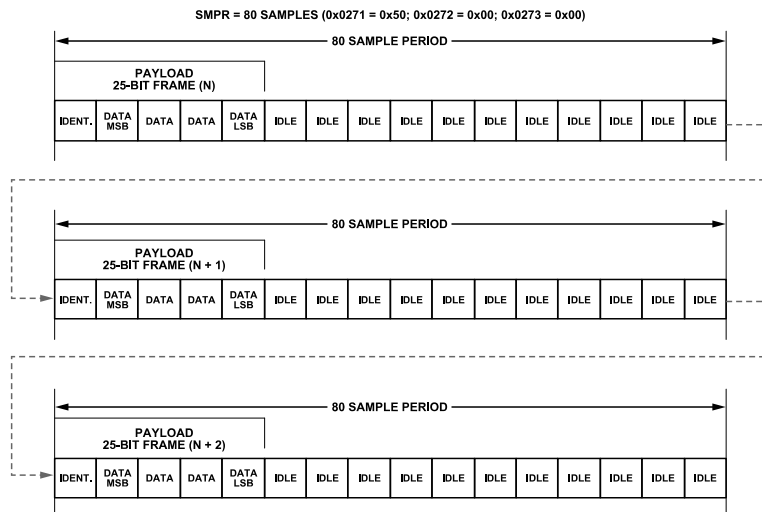 SMPR = 80 SAMPLES (0x0271 = 0x50; 0x0272 = 0x00; 0x0273 = 0x00)
80 SAMPLE PERIOD
PAYLOAD
25-BIT FRAME (N)
IDENT. DATA MSB DATA DATA DATA LSB IDLE IDLE IDLE IDLE IDLE IDLE IDLE IDLE IDLE IDLE IDLE
80 SAMPLE PERIOD
PAYLOAD
25-BIT FRAME (N + 1)
IDENT. DATA MSB DATA DATA DATA LSB IDLE IDLE IDLE IDLE IDLE IDLE IDLE IDLE IDLE IDLE IDLE
80 SAMPLE PERIOD
PAYLOAD
25-BIT FRAME (N + 2)
IDENT. DATA MSB DATA DATA DATA LSB IDLE IDLE IDLE IDLE IDLE IDLE IDLE IDLE IDLE IDLE IDLE